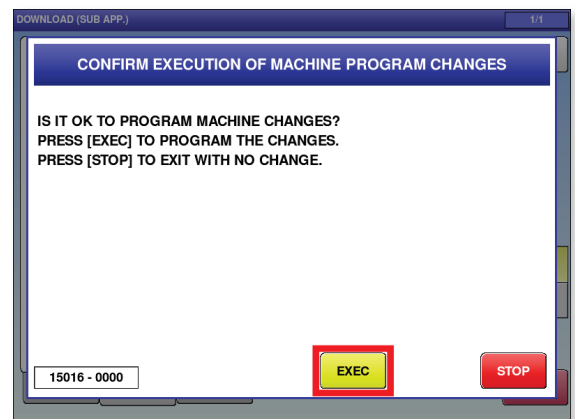 DOWNLOAD (SUB APP.)
1/1
CONFIRM EXECUTION OF MACHINE PROGRAM CHANGES
IS IT OK TO PROGRAM MACHINE CHANGES?
PRESS [EXEC] TO PROGRAM THE CHANGES.
PRESS [STOP] TO EXIT WITH NO CHANGE.
15016 - 0000
EXEC
STOP